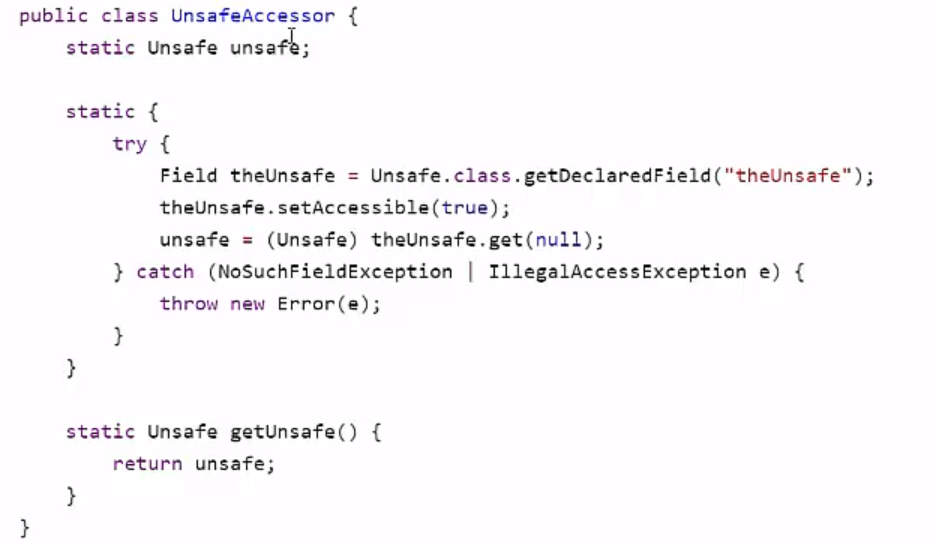 public class UnsafeAccessor {
    static Unsafe unsafe;
    static {
        try {
            Field theUnsafe = Unsafe.class.getDeclaredField("theUnsafe");
            theUnsafe.setAccessible(true);
            unsafe = (Unsafe) theUnsafe.get(null);
        } catch (NoSuchFieldException | IllegalAccessException e) {
            throw new Error(e);
        }
    }
    static Unsafe getUnsafe() {
        return unsafe;
    }
}